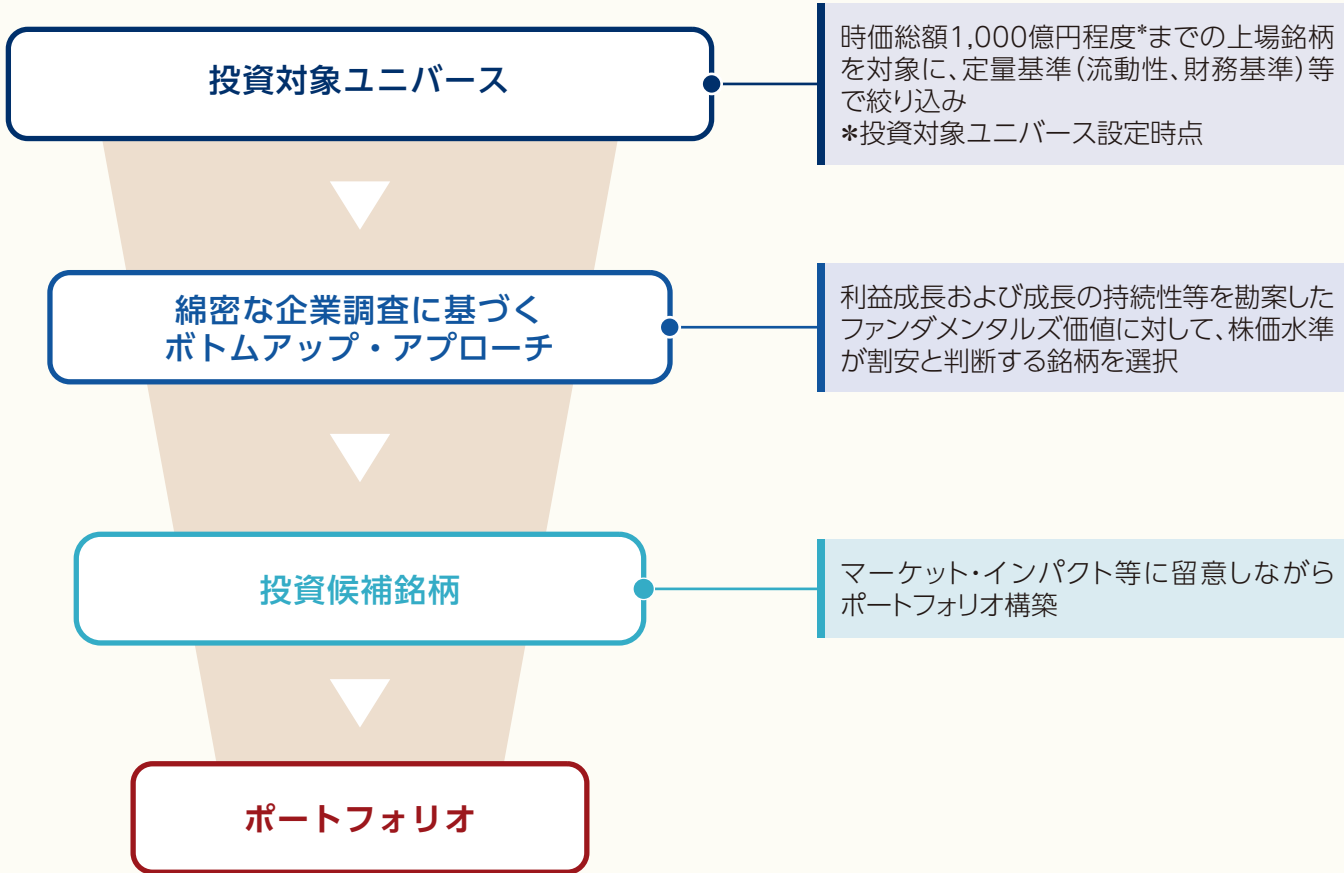 投資対象ユニバース
時価総額1,000億円程度*までの上場銘柄
を対象に、定量基準(流動性、財務基準)等
で絞り込み
*投資対象ユニバース設定時点
綿密な企業調査に基づく
ボトムアップ・アプローチ
利益成長および成長の持続性等を勘案した
ファンダメンタルズ価値に対して、株価水準
が割安と判断する銘柄を選択
投資候補銘柄
マーケット・インパクト等に留意しながら
ポートフォリオ構築
ポートフォリオ